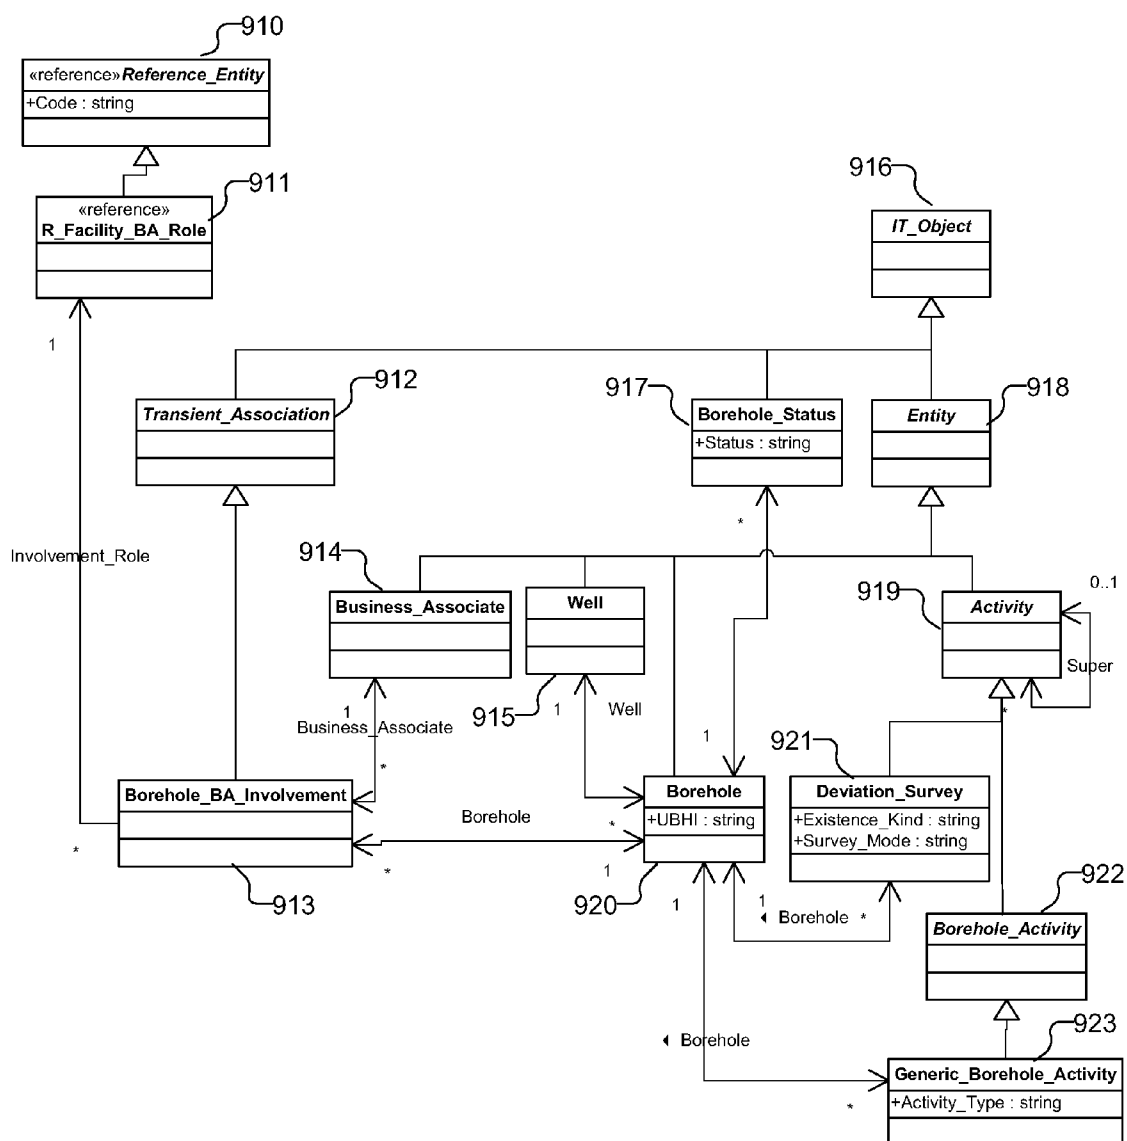 910
«reference»Reference_Entity
+Code : string
911
«reference»
R_Facility_BA_Role
916
IT_Object
1
912
Transient_Association
917
Borehole_Status
+Status : string
918
Entity
*
Involvement_Role
914
Business_Associate
Well
919
Activity
0..1
Super
915
1
Well
1
Business_Associate
*
1
*
921
Borehole_BA_Involvement
Borehole
+UBHI : string
Deviation_Survey
+Existence_Kind : string
+Survey_Mode : string
Borehole
*
*
*
1
913
920
1
1
Borehole
*
922
Borehole_Activity
Borehole
923
Generic_Borehole_Activity
+Activity_Type : string
*